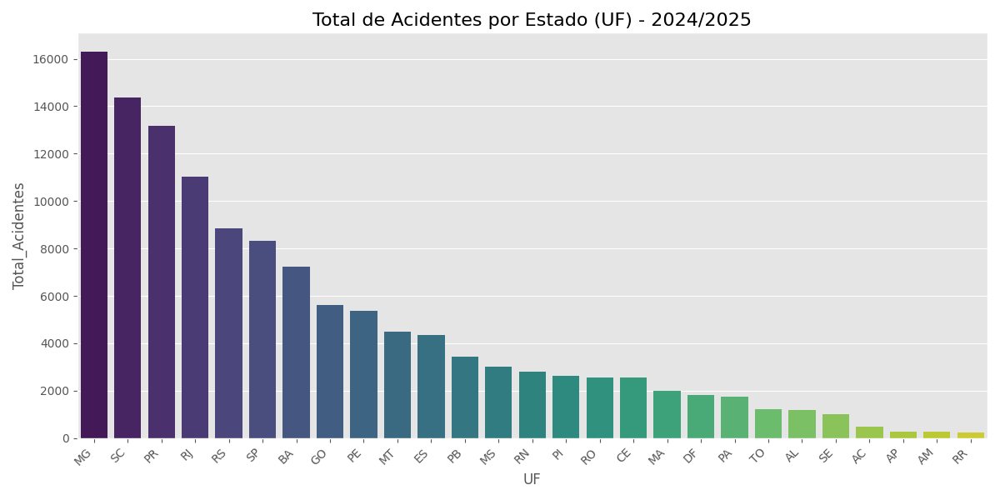 Total de Acidentes por Estado (UF) - 2024/2025
Total_Acidentes
16000
14000
12000
10000
8000
6000
4000
2000
0
MG SC PR RJ RS SP BA GO PE MT ES PB MS RN PI RO CE MA DF PA TO AL SE AC AP AM RR
UF